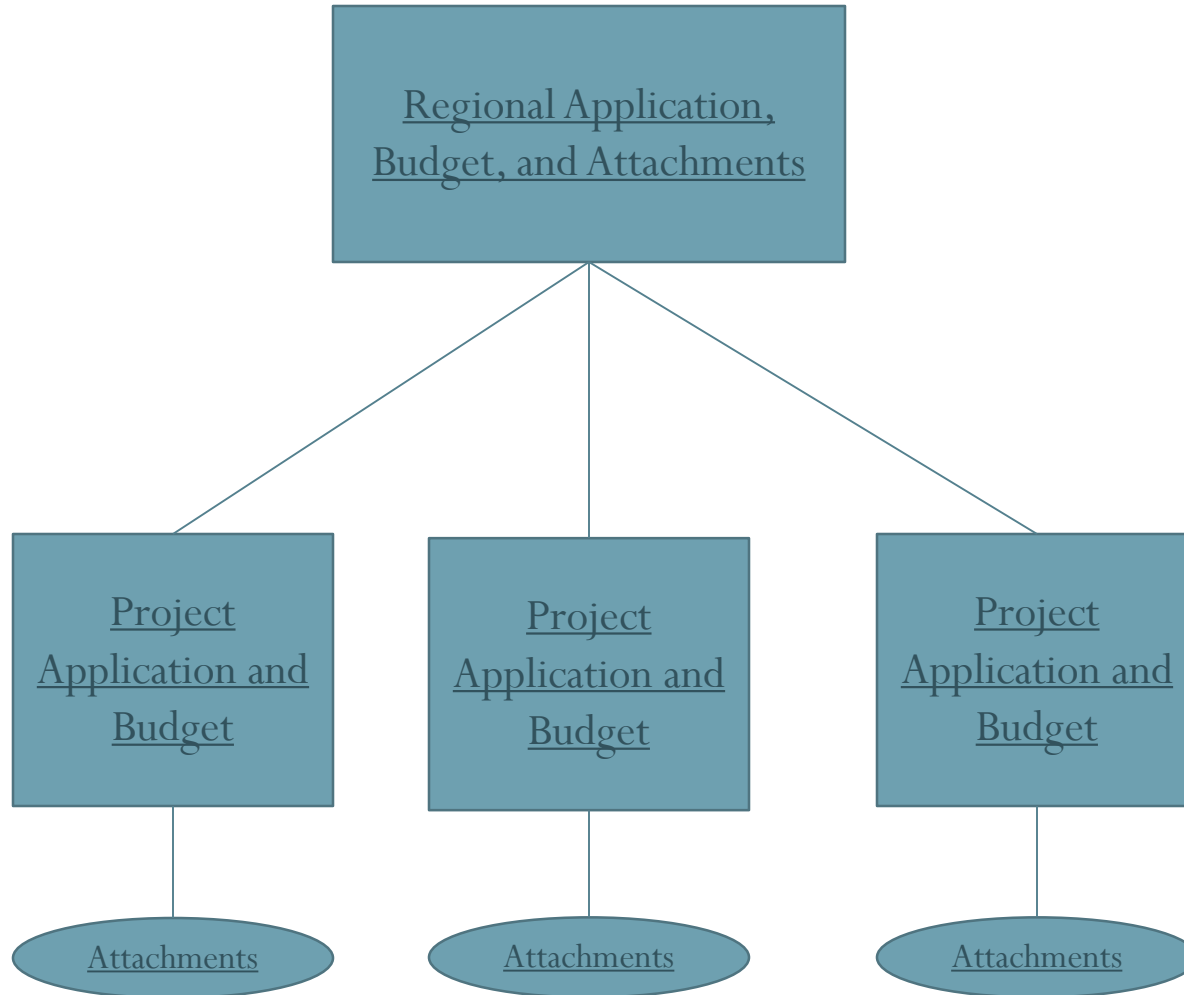 Regional Application,
Budget, and Attachments
Project
Application and
Budget
Project
Application and
Budget
Project
Application and
Budget
Attachments
Attachments
Attachments